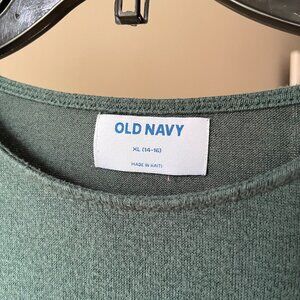 OLD NAVY
XL (14-16)
MADE IN HAITI